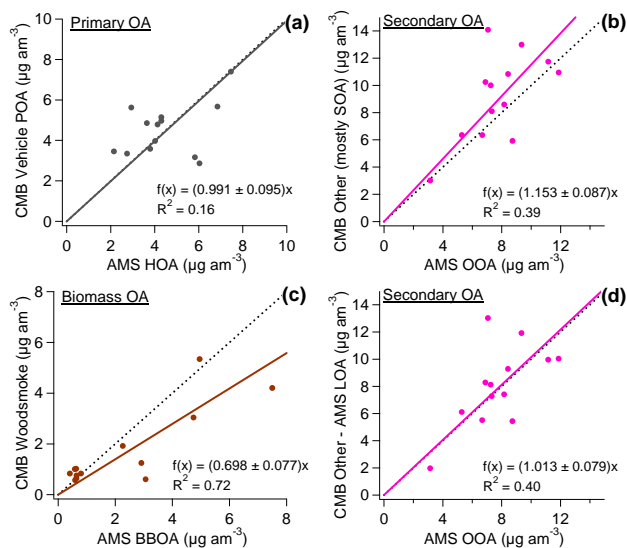 Primary OA
(a)
CMB Vehicle POA (µg am⁻³)
10
8
6
4
2
0
f(x) = (0.991 ± 0.095)x
R² = 0.16
0 2 4 6 8 10
AMS HOA (µg am⁻³)
Secondary OA
(b)
CMB Other (mostly SOA) (µg am⁻³)
14
12
10
8
6
4
2
0
f(x) = (1.153 ± 0.087)x
R² = 0.39
0 4 8 12
AMS OOA (µg am⁻³)
Biomass OA
(c)
CMB Woodsmoke (µg am⁻³)
8
6
4
2
0
f(x) = (0.698 ± 0.077)x
R² = 0.72
0 2 4 6 8
AMS BBOA (µg am⁻³)
Secondary OA
(d)
CMB Other - AMS LOA (µg am⁻³)
14
12
10
8
6
4
2
0
f(x) = (1.013 ± 0.079)x
R² = 0.40
0 4 8 12
AMS OOA (µg am⁻³)